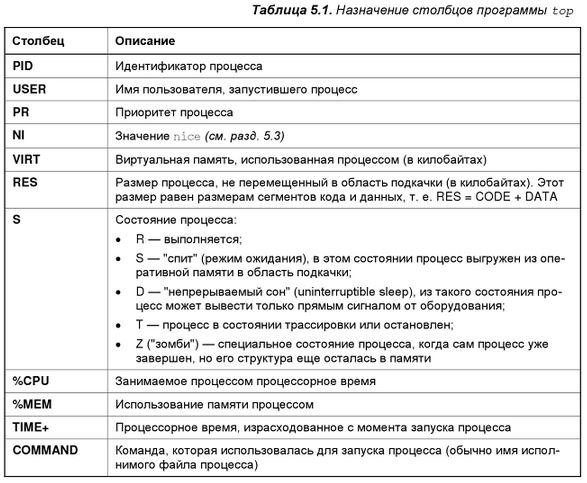 Таблица 5.1. Назначение столбцов программы top
Столбец Описание
PID Идентификатор процесса
USER Имя пользователя, запустившего процесс
PR Приоритет процесса
NI Значение nice (см. разд. 5.3)
VIRT Виртуальная память, использованная процессом (в килобайтах)
RES Размер процесса, не перемещенный в область подкачки (в килобайтах). Этот
размер равен размерам сегментов кода и данных, т. е. RES = CODE + DATA
S Состояние процесса:
• R — выполняется;
• S — "спит" (режим ожидания), в этом состоянии процесс выгружен из опе-
ративной памяти в область подкачки;
• D — "непрерываемый сон" (uninterruptible sleep), из такого состояния про-
цесс может вывести только прямым сигналом от оборудования;
• T — процесс в состоянии трассировки или остановлен;
• Z ("зомби") — специальное состояние процесса, когда сам процесс уже
завершен, но его структура еще осталась в памяти
%CPU Занимаемое процессом процессорное время
%MEM Использование памяти процессом
TIME+ Процессорное время, израсходованное с момента запуска процесса
COMMAND Команда, которая использовалась для запуска процесса (обычно имя испол-
нимого файла процесса)